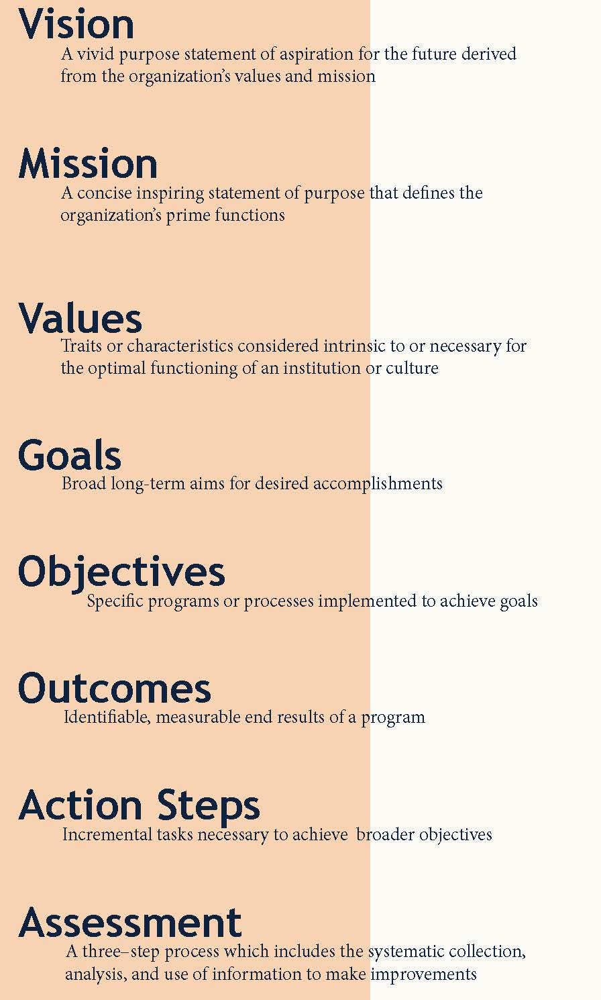 Vision
A vivid purpose statement of aspiration for the future derived
from the organization’s values and mission
Mission
A concise inspiring statement of purpose that defines the
organization’s prime functions
Values
Traits or characteristics considered intrinsic to or necessary for
the optimal functioning of an institution or culture
Goals
Broad long-term aims for desired accomplishments
Objectives
Specific programs or processes implemented to achieve goals
Outcomes
Identifiable, measurable end results of a program
Action Steps
Incremental tasks necessary to achieve  broader objectives
Assessment
A three–step process which includes the systematic collection,
analysis, and use of information to make improvements